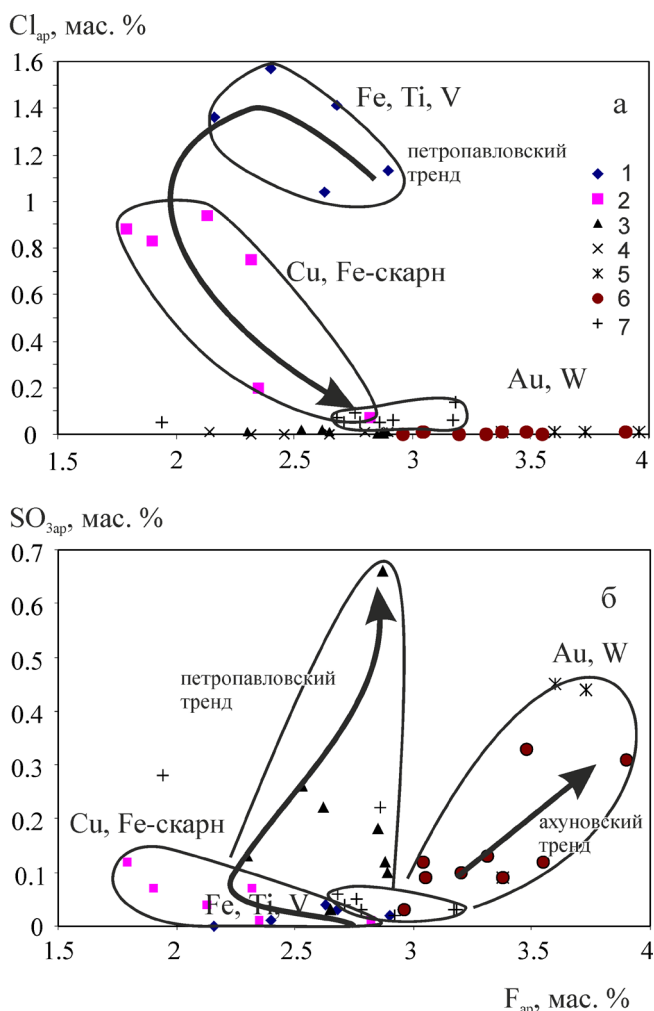 Cl_ap, мас. %
1.6
Fe, Ti, V
а
1.4
петропавловский
тренд
1.2
1
1
2
0.8
3
Cu, Fe-скарн
4
0.6
5
0.4
6
Au, W
7
0.2
0
1.5
2
2.5
3
3.5
4
SO_3ap, мас. %
0.7
б
0.6
Au, W
0.5
петропавловский
тренд
0.4
0.3
Cu, Fe-скарн
ахуновский
тренд
0.2
0.1
Fe, Ti, V
0
1.5
2
2.5
3
3.5
4
F_ap, мас. %